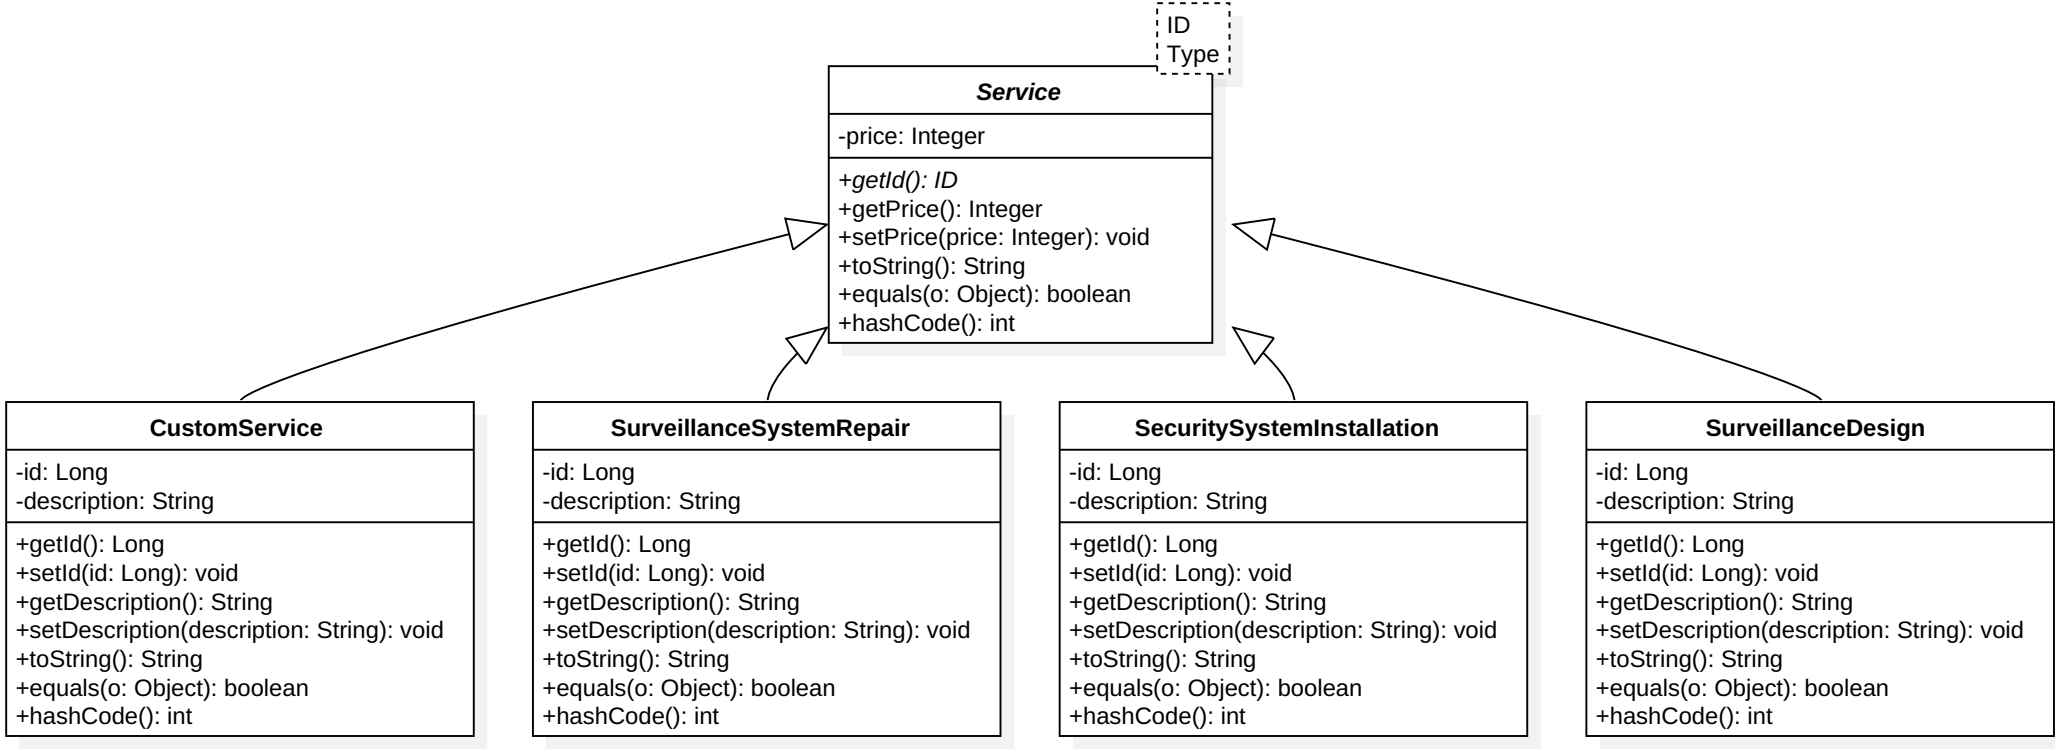 ID
Type
Service
-price: Integer
+getId(): ID
+getPrice(): Integer
+setPrice(price: Integer): void
+toString(): String
+equals(o: Object): boolean
+hashCode(): int
CustomService
-id: Long
-description: String
+getId(): Long
+setId(id: Long): void
+getDescription(): String
+setDescription(description: String): void
+toString(): String
+equals(o: Object): boolean
+hashCode(): int
SurveillanceSystemRepair
-id: Long
-description: String
+getId(): Long
+setId(id: Long): void
+getDescription(): String
+setDescription(description: String): void
+toString(): String
+equals(o: Object): boolean
+hashCode(): int
SecuritySystemInstallation
-id: Long
-description: String
+getId(): Long
+setId(id: Long): void
+getDescription(): String
+setDescription(description: String): void
+toString(): String
+equals(o: Object): boolean
+hashCode(): int
SurveillanceDesign
-id: Long
-description: String
+getId(): Long
+setId(id: Long): void
+getDescription(): String
+setDescription(description: String): void
+toString(): String
+equals(o: Object): boolean
+hashCode(): int